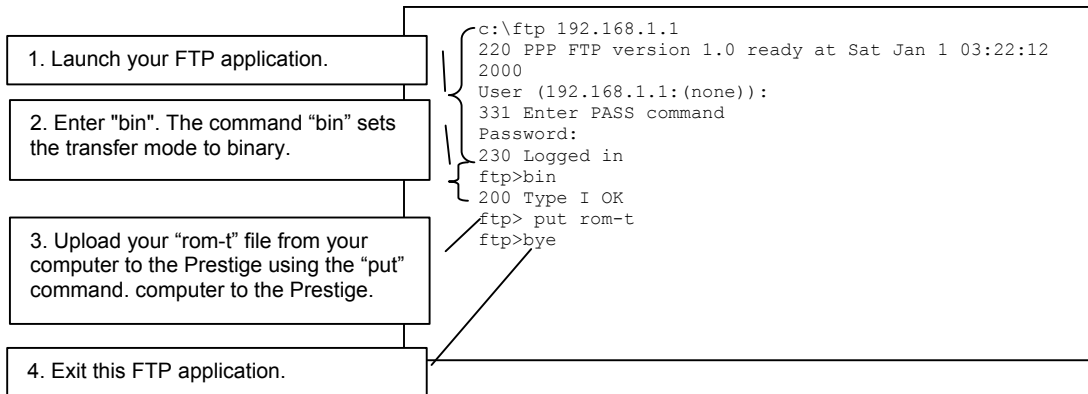 1. Launch your FTP application.
2. Enter "bin". The command “bin” sets
the transfer mode to binary.
3. Upload your “rom-t” file from your
computer to the Prestige using the “put”
command. computer to the Prestige.
4. Exit this FTP application.
c:\ftp 192.168.1.1
220 PPP FTP version 1.0 ready at Sat Jan 1 03:22:12
2000
User (192.168.1.1:(none)):
331 Enter PASS command
Password:
230 Logged in
ftp>bin
200 Type I OK
ftp> put rom-t
ftp>bye